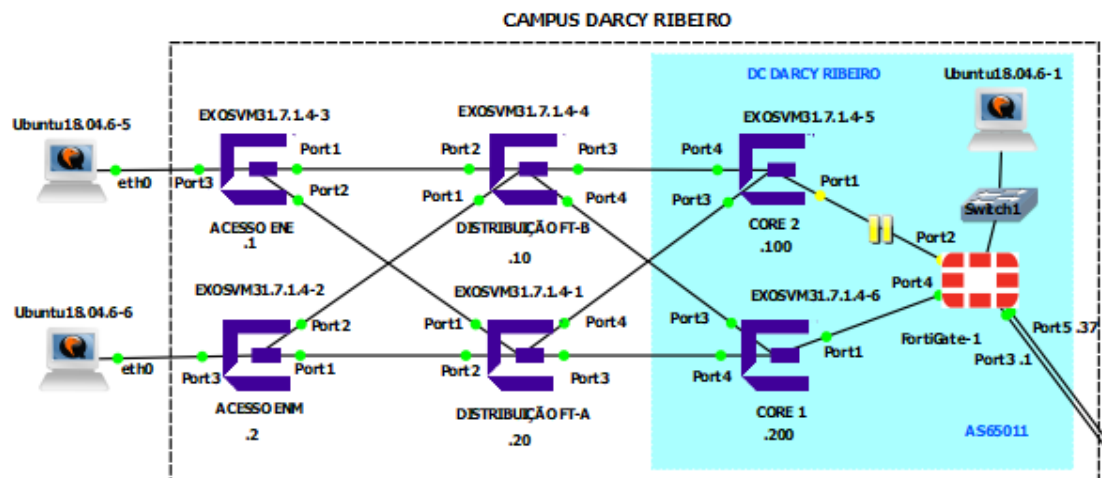 CAMPUS DARCY RIBEIRO
DC DARCY RIBEIRO
Ubuntu18.04.6-1
Ubuntu18.04.6-5
EXOSVM31.7.1.4-3
EXOSVM31.7.1.4-4
EXOSVM31.7.1.4-5
eth0
Port3
Port1
Port2
ACESSO ENE
.1
Port2
Port1
Port3
Port4
DISTRIBUIÇÃO FT-B
.10
Port4
Port3
Port1
CORE 2
.100
Switch1
Port2
Port4
FortiGate-1
Port5 .37
Port3 .1
Ubuntu18.04.6-6
EXOSVM31.7.1.4-2
EXOSVM31.7.1.4-1
EXOSVM31.7.1.4-6
eth0
Port3
Port2
Port1
ACESSO ENM
.2
Port1
Port2
Port4
Port3
DISTRIBUIÇÃO FT-A
.20
Port3
Port4
Port1
CORE 1
.200
AS65011